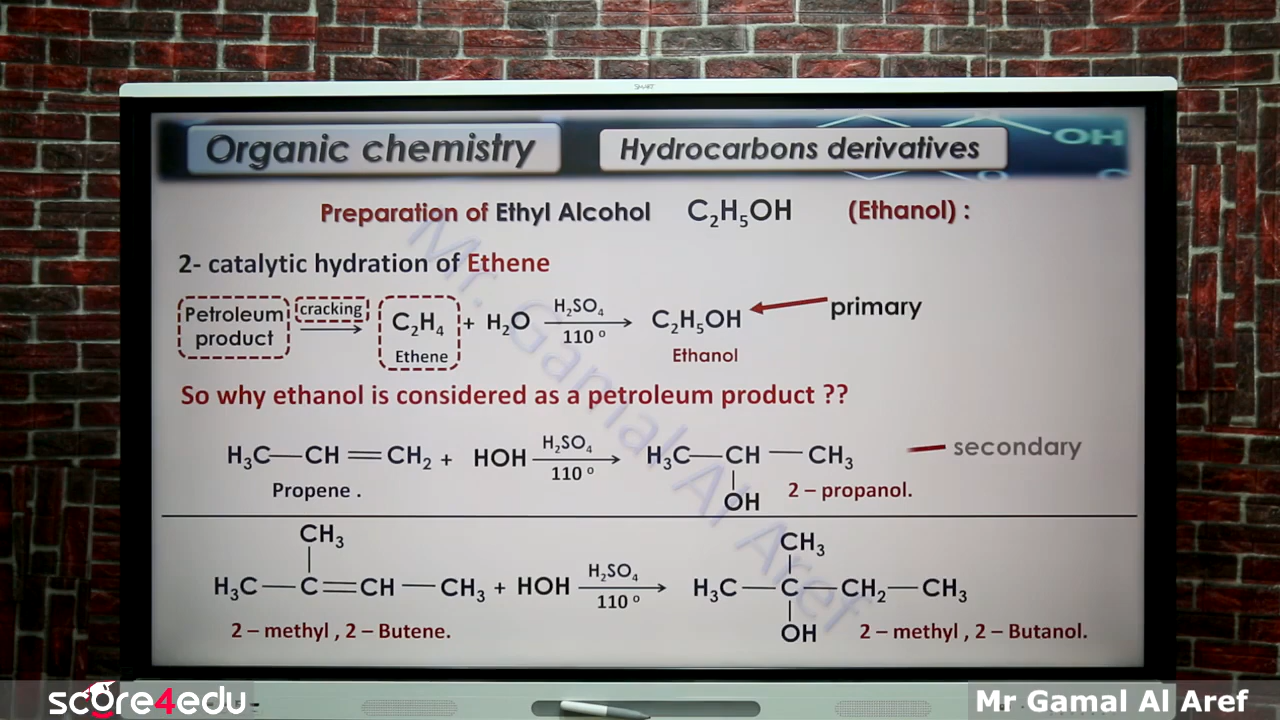 SMART
Organic chemistry
Hydrocarbons derivatives
OH
Preparation of Ethyl Alcohol C₂H₅OH (Ethanol) :
2- catalytic hydration of Ethene
Petroleum product cracking C₂H₄ Ethene + H₂O H₂SO₄ 110 º C₂H₅OH Ethanol primary
So why ethanol is considered as a petroleum product ??
H₃C CH CH₂ + HOH H₂SO₄ 110 º H₃C CH CH₃ secondary
OH
Propene . 2 – propanol.
CH₃ CH₃
H₃C C CH CH₃ + HOH H₂SO₄ 110 º H₃C C CH₂ CH₃
OH
2 – methyl , 2 – Butene. 2 – methyl , 2 – Butanol.
Mr. Gamal Al Aref
score4edu
Mr Gamal Al Aref